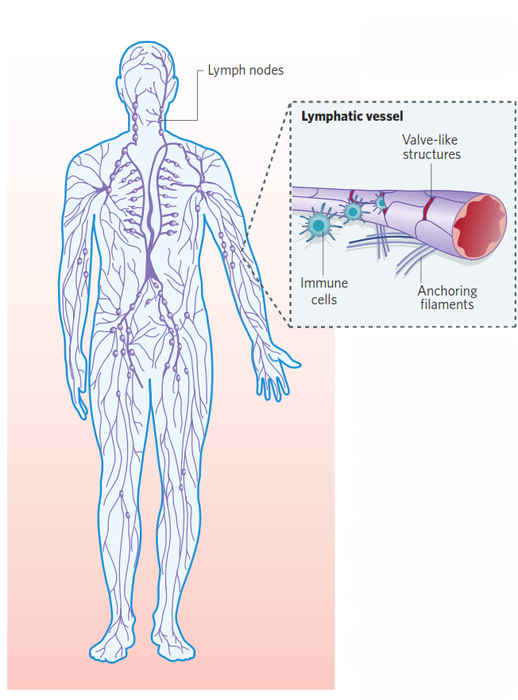 Lymph nodes
Lymphatic vessel
Valve-like
structures
Immune
cells
Anchoring
filaments